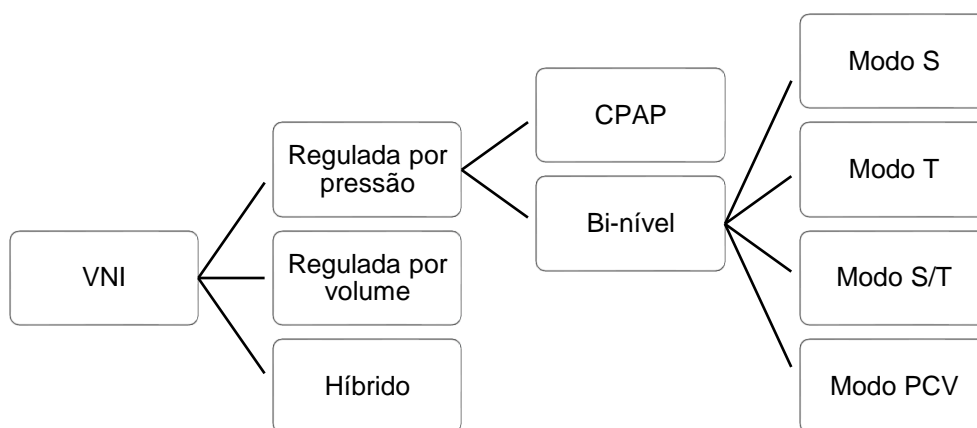 VNI
Regulada por
pressão
Regulada por
volume
Híbrido
CPAP
Bi-nível
Modo S
Modo T
Modo S/T
Modo PCV